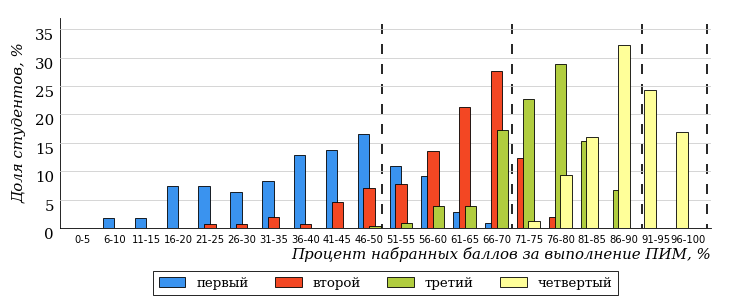 Доля студентов, %
35
30
25
20
15
10
5
0
0-5 6-10 11-15 16-20 21-25 26-30 31-35 36-40 41-45 46-50 51-55 56-60 61-65 66-70 71-75 76-80 81-85 86-90 91-95 96-100
Процент набранных баллов за выполнение ПИМ, %
первый второй третий четвертый